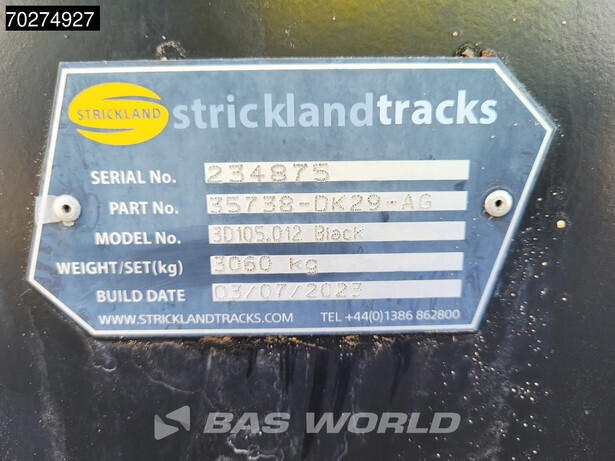 70274927
STRICKLAND
stricklandtracks
SERIAL No. 234875
PART No. 35738-DK29-AG
MODEL No. 3D105.012 Black
WEIGHT/SET(kg) 3060 kg
BUILD DATE 03/07/2023
WWW.STRICKLANDTRACKS.COM TEL +44(0)1386 862800
BAS WORLD